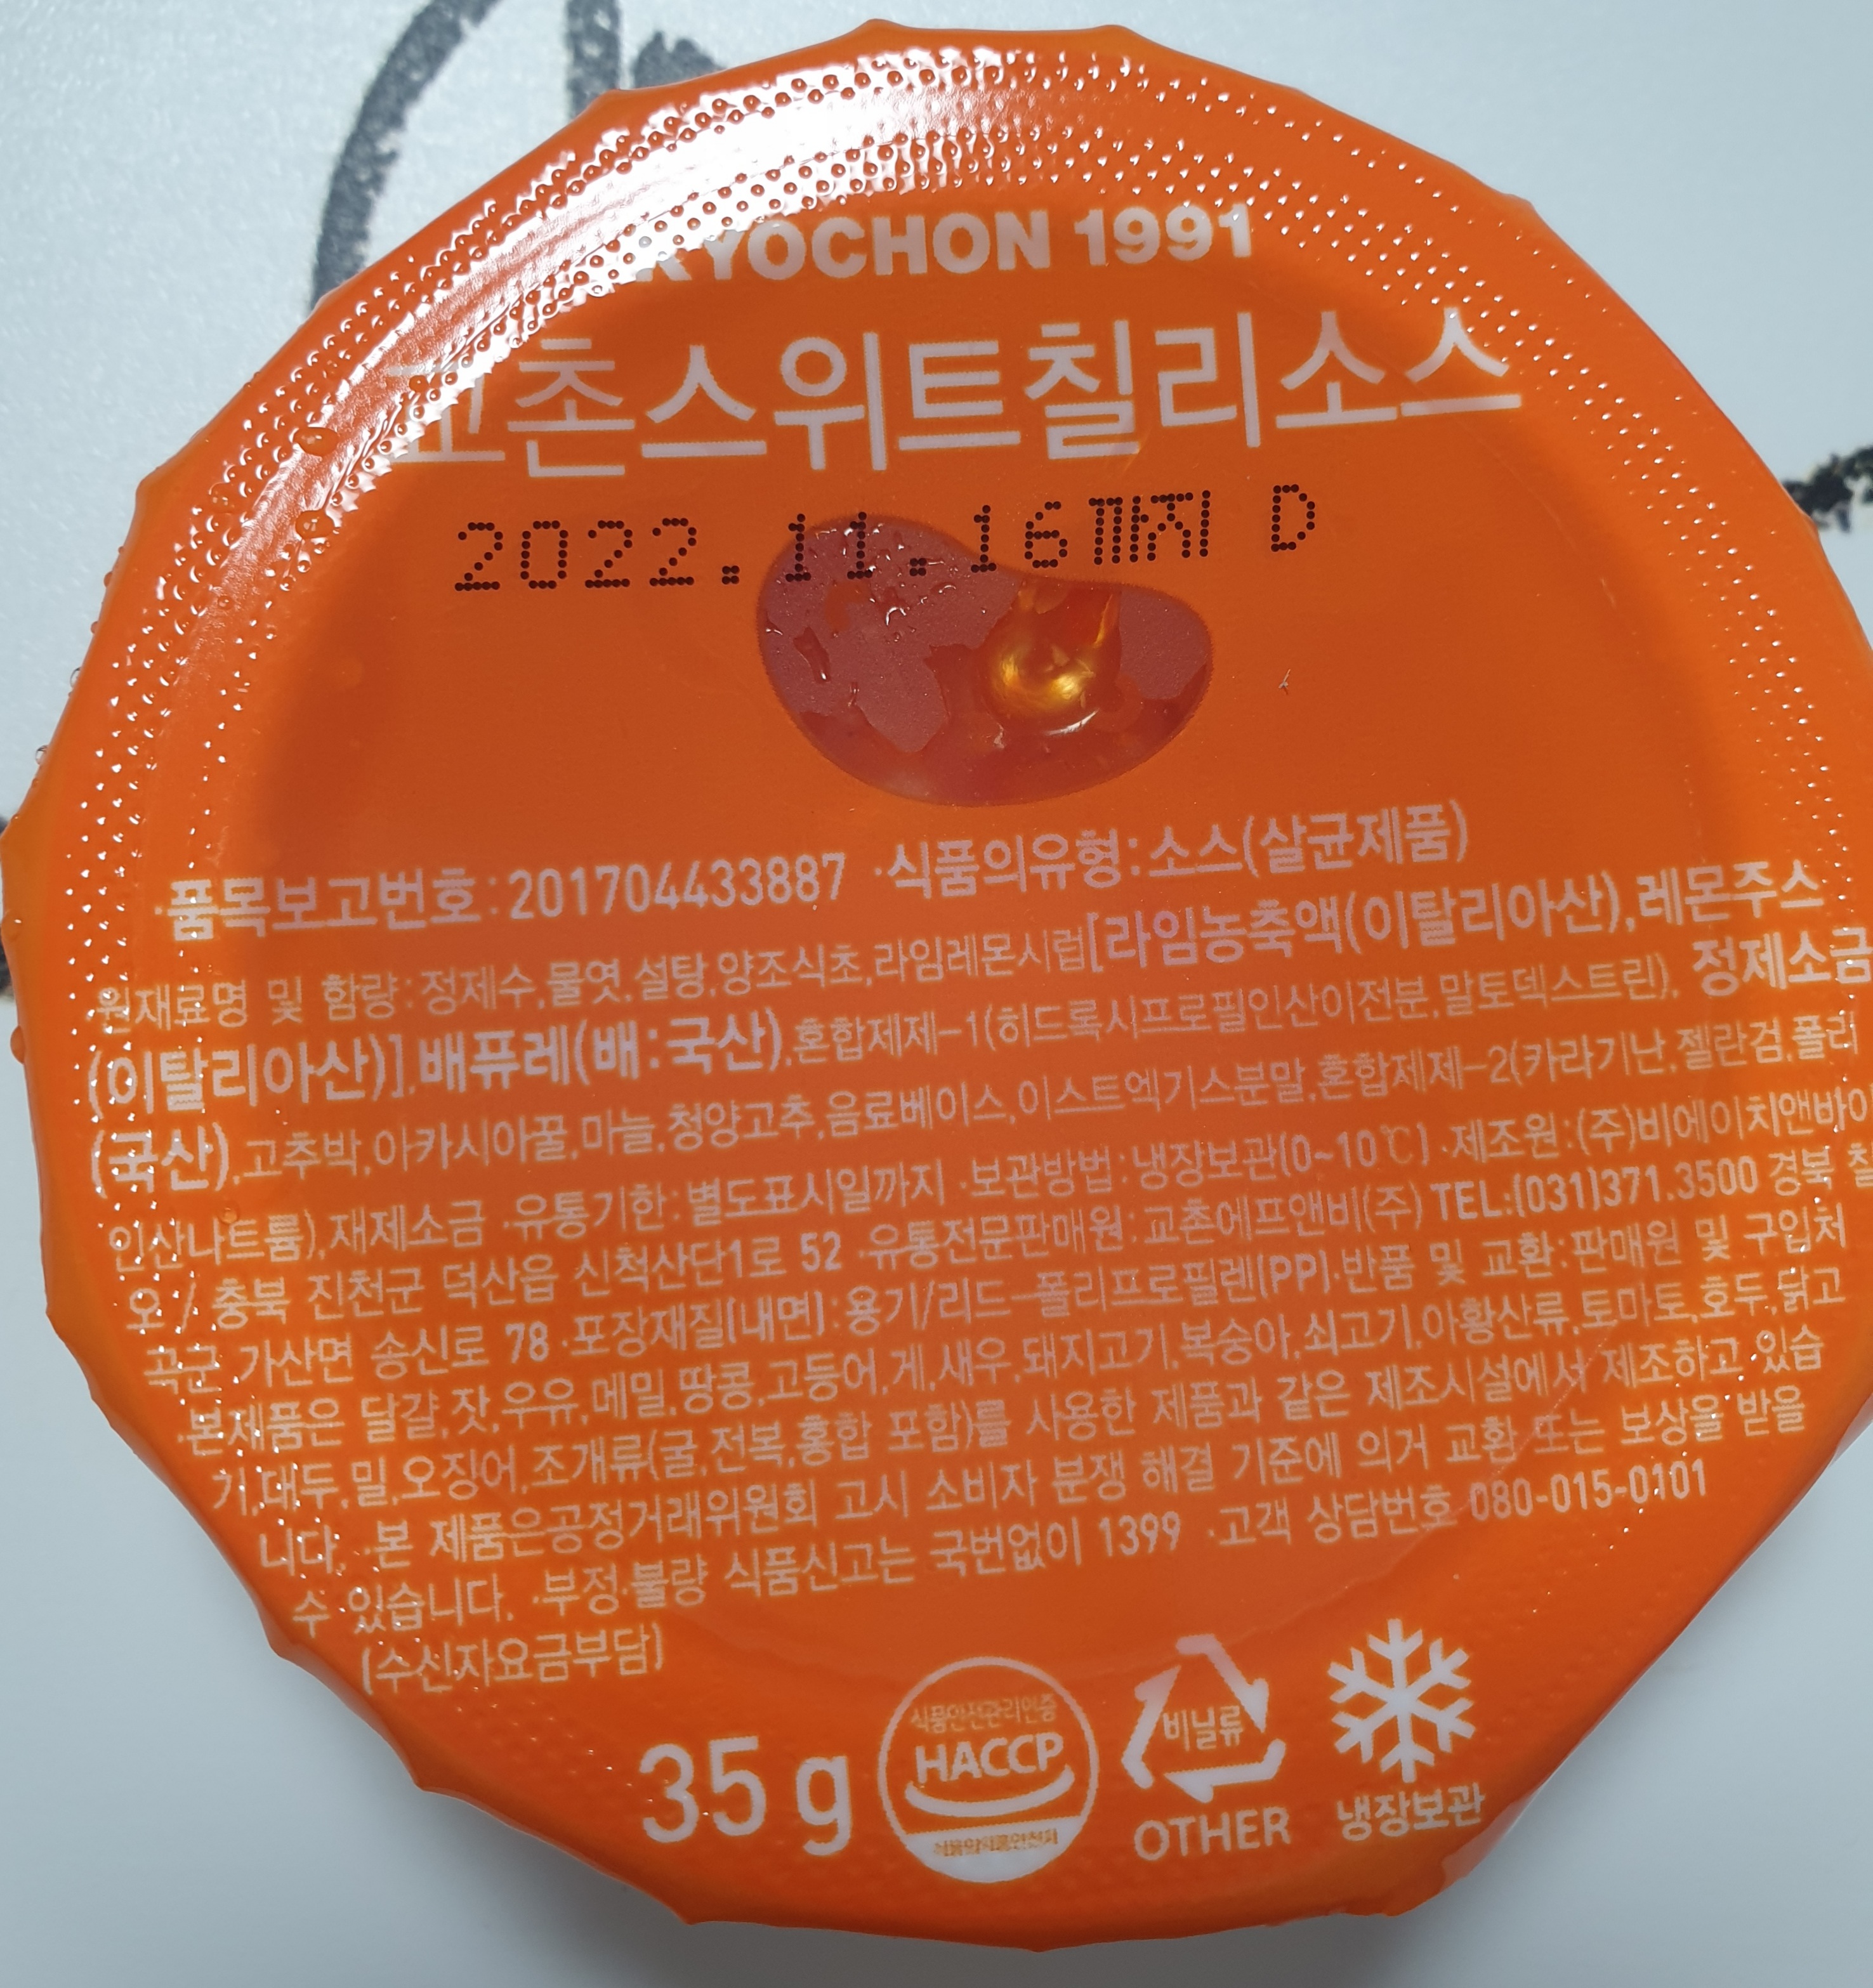 KYOCHON 1991
교촌스위트칠리소스
2022.11.16까지 D
·품목보고번호:201704433887 ·식품의유형:소스(살균제품)
원재료명 및 함량:정제수,물엿,설탕,양조식초,라임레몬시럽[라임농축액(이탈리아산),레몬주스
(이탈리아산)],배퓨레(배:국산),혼합제제-1(히드록시프로필인산이전분,말토덱스트린), 정제소금
(국산),고추박,아카시아꿀,마늘,청양고추,음료베이스,이스트엑기스분말,혼합제제-2(카라기난,젤란검,폴리
인산나트륨),재제소금 ·유통기한:별도표시일까지 ·보관방법:냉장보관(0~10℃) ·제조원:(주)비에이치앤바이
오 / 충북 진천군 덕산읍 신척산단1로 52 ·유통전문판매원:교촌에프앤비(주) TEL:(031)371.3500 경북 칠
곡군 가산면 송신로 78 ·포장재질(내면):용기/리드-폴리프로필렌(PP)·반품 및 교환:판매원 및 구입처
·본제품은 달걀,잣,우유,메밀,땅콩,고등어,게,새우,돼지고기,복숭아,쇠고기,아황산류,토마토,호두,닭고
기,대두,밀,오징어,조개류(굴,전복,홍합 포함)를 사용한 제품과 같은 제조시설에서 제조하고 있습
니다. ·본 제품은공정거래위원회 고시 소비자 분쟁 해결 기준에 의거 교환 또는 보상을 받을
수 있습니다. ·부정·불량 식품신고는 국번없이 1399 ·고객 상담번호 080-015-0101
(수신자요금부담)
35 g
식품안전관리인증
HACCP
식품의약품안전처
비닐류
OTHER
냉장보관